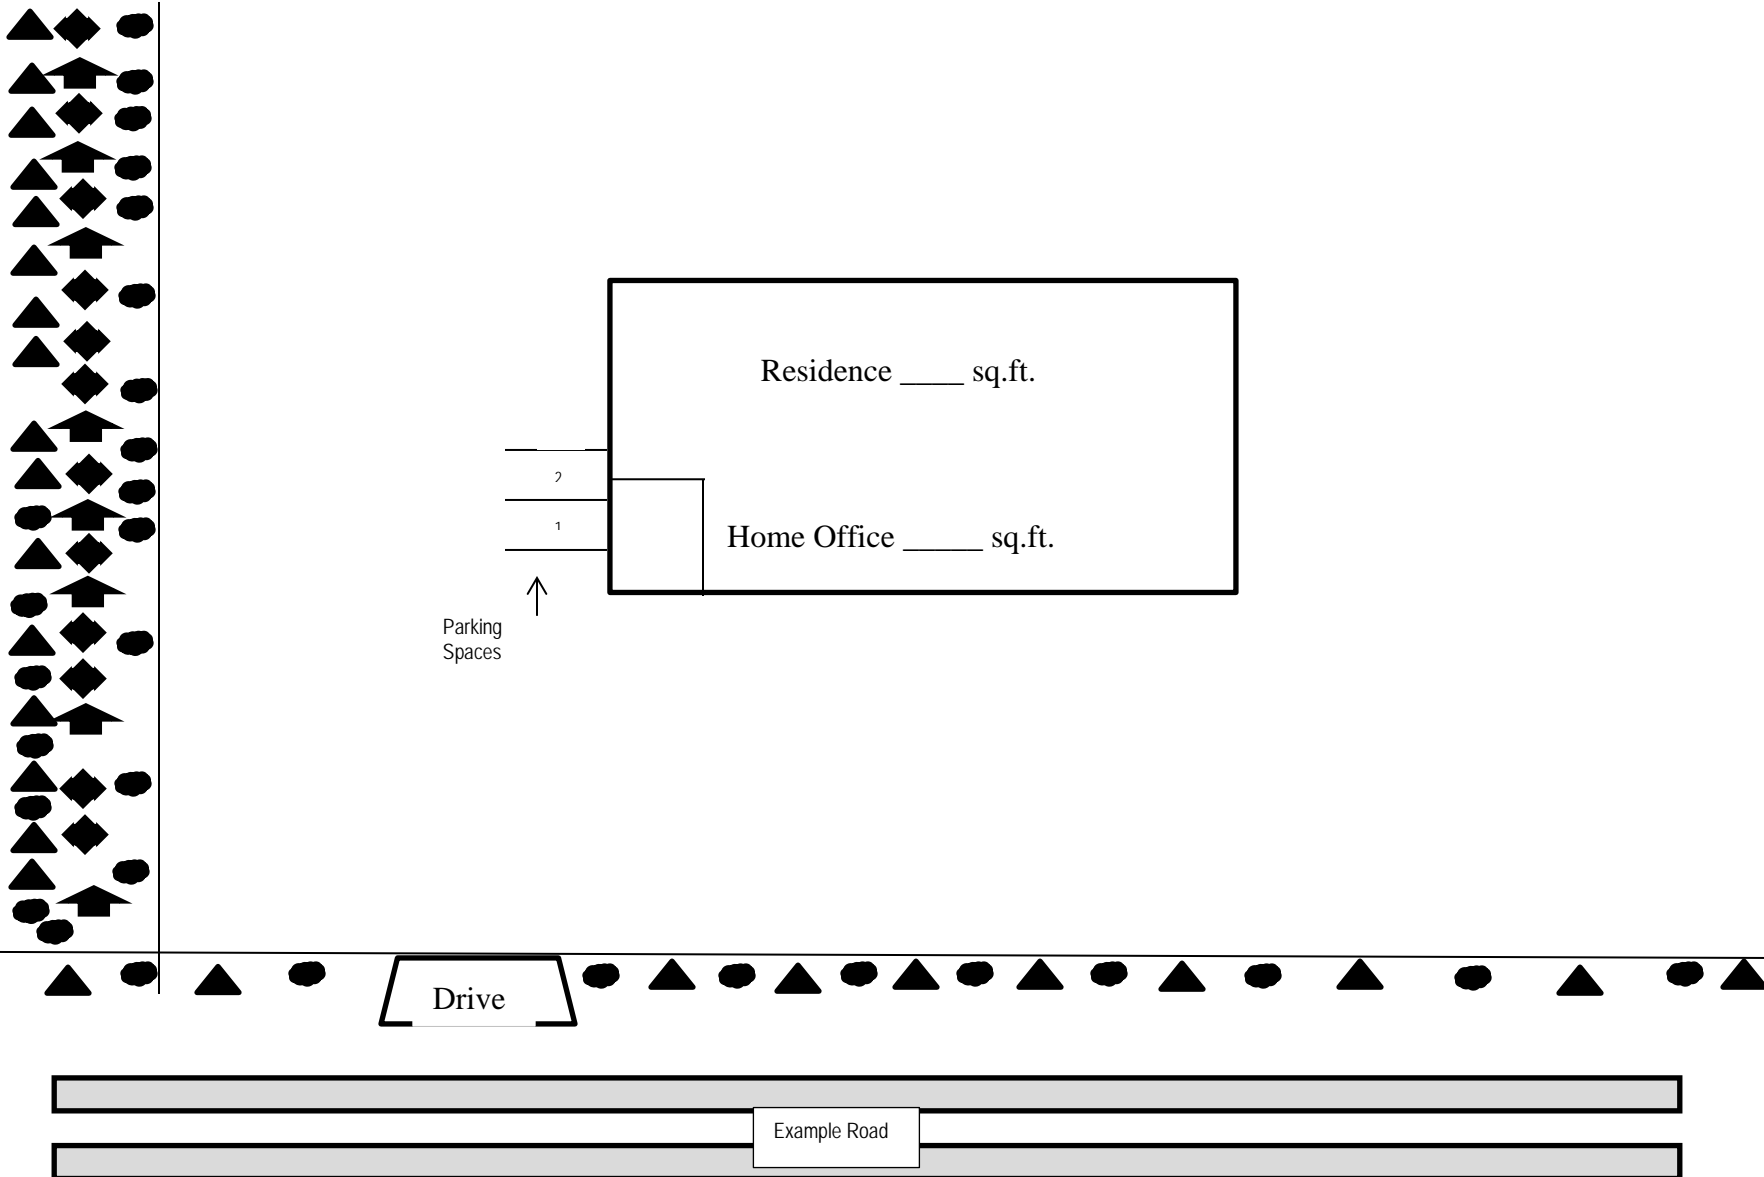 Residence ____ sq.ft.
2
1
Home Office _____ sq.ft.
Parking
Spaces
Drive
Example Road